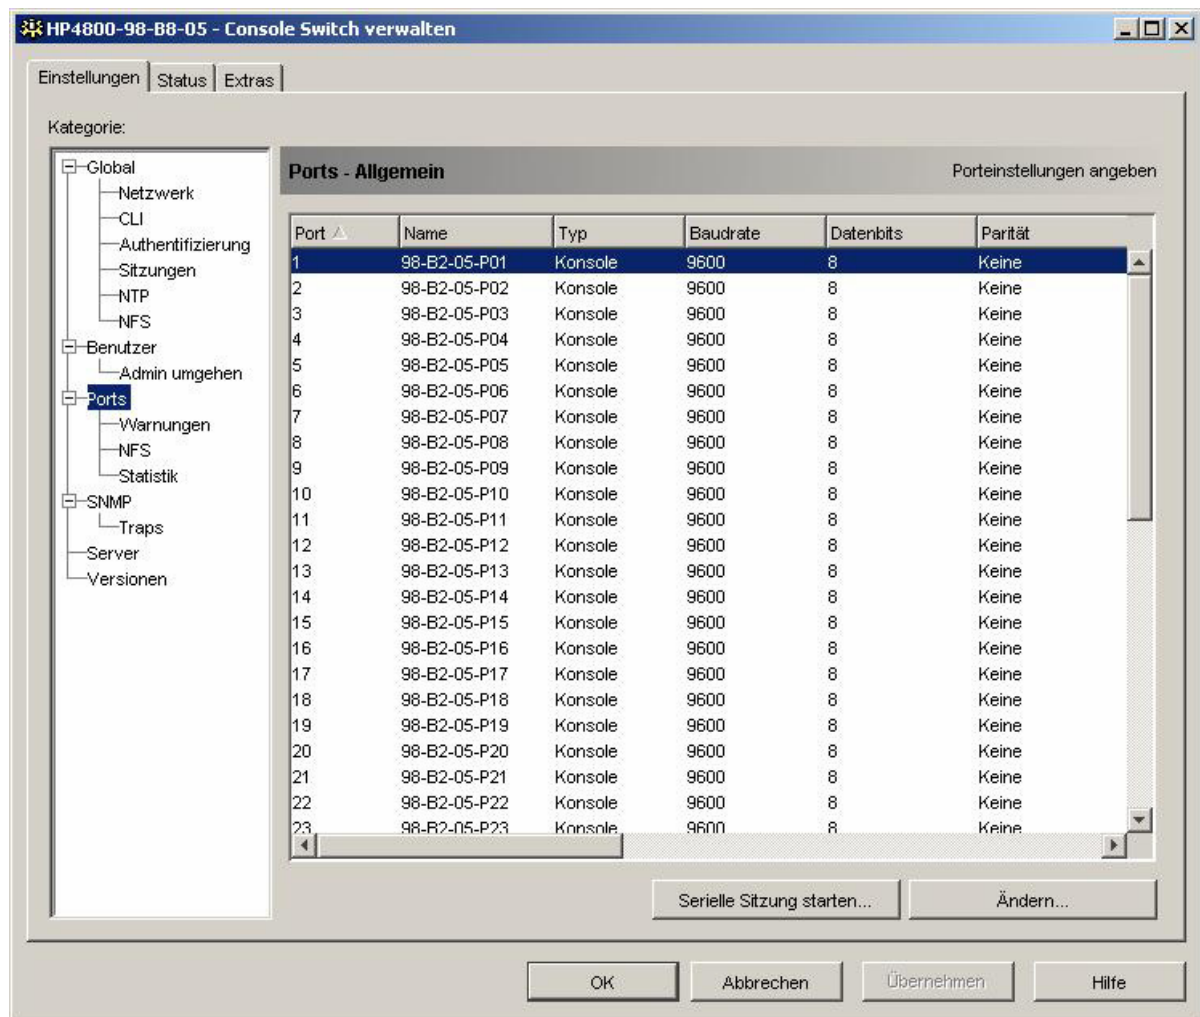 HP4800-98-B8-05 - Console Switch verwalten
Einstellungen Status Extras
Kategorie:
Global
Netzwerk
CLI
Authentifizierung
Sitzungen
NTP
NFS
Benutzer
Admin umgehen
Ports
Warnungen
NFS
Statistik
SNMP
Traps
Server
Versionen
Ports - Allgemein Porteinstellungen angeben
Port Name Typ Baudrate Datenbits Parität
1 98-B2-05-P01 Konsole 9600 8 Keine
2 98-B2-05-P02 Konsole 9600 8 Keine
3 98-B2-05-P03 Konsole 9600 8 Keine
4 98-B2-05-P04 Konsole 9600 8 Keine
5 98-B2-05-P05 Konsole 9600 8 Keine
6 98-B2-05-P06 Konsole 9600 8 Keine
7 98-B2-05-P07 Konsole 9600 8 Keine
8 98-B2-05-P08 Konsole 9600 8 Keine
9 98-B2-05-P09 Konsole 9600 8 Keine
10 98-B2-05-P10 Konsole 9600 8 Keine
11 98-B2-05-P11 Konsole 9600 8 Keine
12 98-B2-05-P12 Konsole 9600 8 Keine
13 98-B2-05-P13 Konsole 9600 8 Keine
14 98-B2-05-P14 Konsole 9600 8 Keine
15 98-B2-05-P15 Konsole 9600 8 Keine
16 98-B2-05-P16 Konsole 9600 8 Keine
17 98-B2-05-P17 Konsole 9600 8 Keine
18 98-B2-05-P18 Konsole 9600 8 Keine
19 98-B2-05-P19 Konsole 9600 8 Keine
20 98-B2-05-P20 Konsole 9600 8 Keine
21 98-B2-05-P21 Konsole 9600 8 Keine
22 98-B2-05-P22 Konsole 9600 8 Keine
23 98-B2-05-P23 Konsole 9600 8 Keine
Serielle Sitzung starten... Ändern...
OK Abbrechen Übernehmen Hilfe